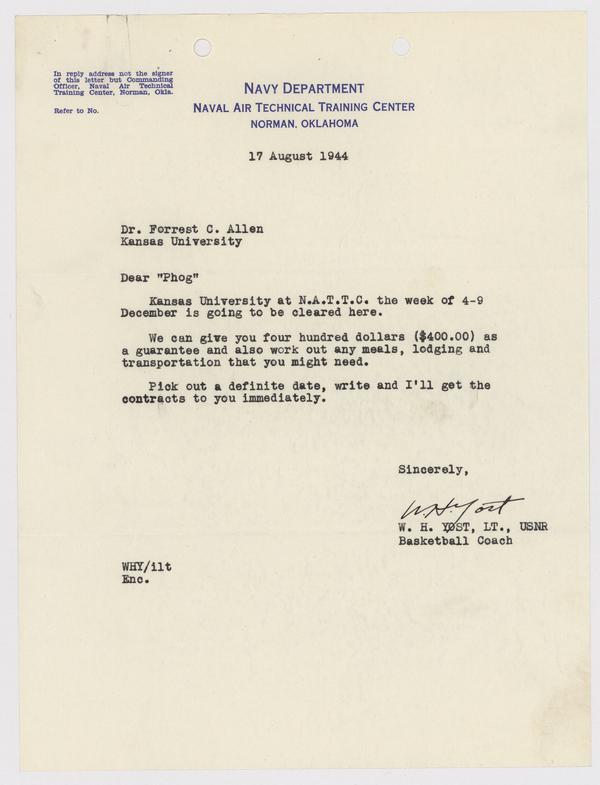 In reply address not the signer
of this letter but Commanding
Officer, Naval Air Technical
Training Center, Norman, Okla.
Refer to No.
NAVY DEPARTMENT
NAVAL AIR TECHNICAL TRAINING CENTER
NORMAN, OKLAHOMA
17 August 1944
Dr. Forrest C. Allen
Kansas University
Dear "Phog"
Kansas University at N.A.T.T.C. the week of 4-9
December is going to be cleared here.
We can give you four hundred dollars ($400.00) as
a guarantee and also work out any meals, lodging and
transportation that you might need.
Pick out a definite date, write and I'll get the
contracts to you immediately.
Sincerely,
W.H. Yost
W. H. YOST, LT., USNR
Basketball Coach
WHY/ilt
Enc.